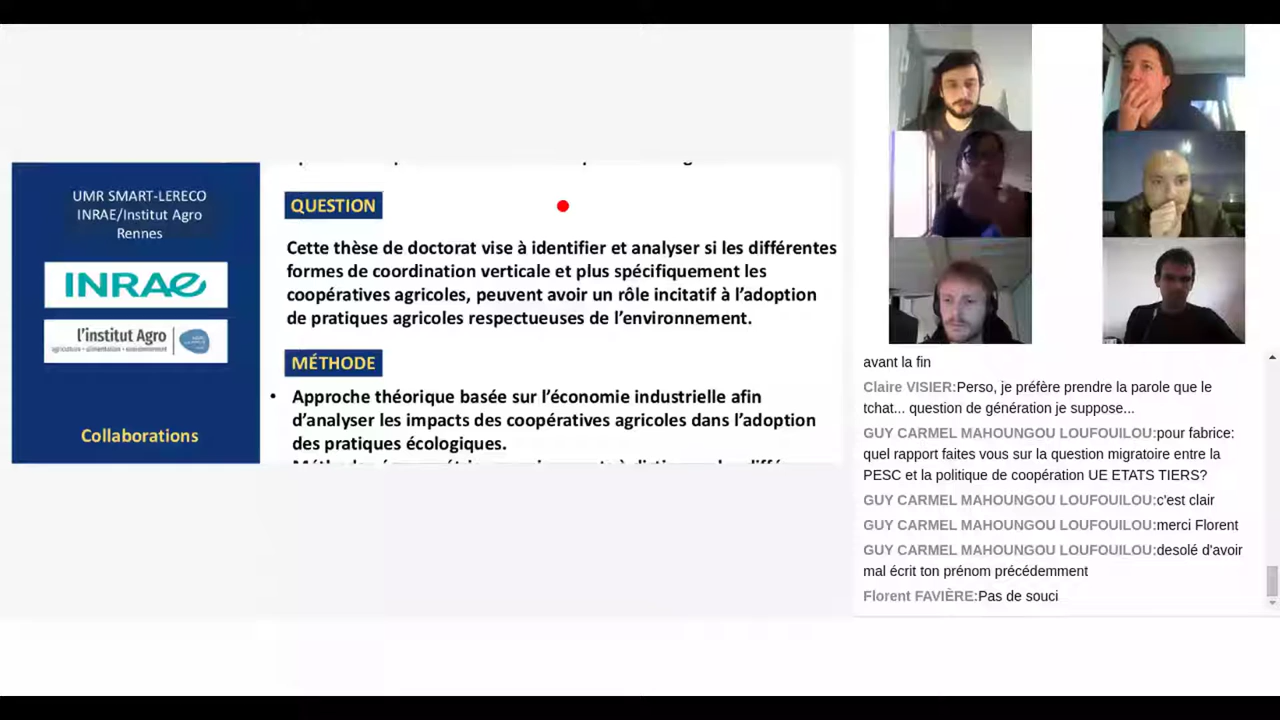 UMR SMART-LERECO
INRAE/Institut Agro
Rennes
INRAE
l'institut Agro
agriculture • alimentation • environnement
Collaborations
QUESTION
Cette thèse de doctorat vise à identifier et analyser si les différentes
formes de coordination verticale et plus spécifiquement les
coopératives agricoles, peuvent avoir un rôle incitatif à l'adoption
de pratiques agricoles respectueuses de l'environnement.
MÉTHODE
• Approche théorique basée sur l'économie industrielle afin
d'analyser les impacts des coopératives agricoles dans l'adoption
des pratiques écologiques.
avant la fin
Claire VISIER:Perso, je préfère prendre la parole que le
tchat... question de génération je suppose...
GUY CARMEL MAHOUNGOU LOUFOUILOU:pour fabrice:
quel rapport faites vous sur la question migratoire entre la
PESC et la politique de coopération UE ETATS TIERS?
GUY CARMEL MAHOUNGOU LOUFOUILOU:c'est clair
GUY CARMEL MAHOUNGOU LOUFOUILOU:merci Florent
GUY CARMEL MAHOUNGOU LOUFOUILOU:desolé d'avoir
mal écrit ton prénom précédemment
Florent FAVIÈRE:Pas de souci